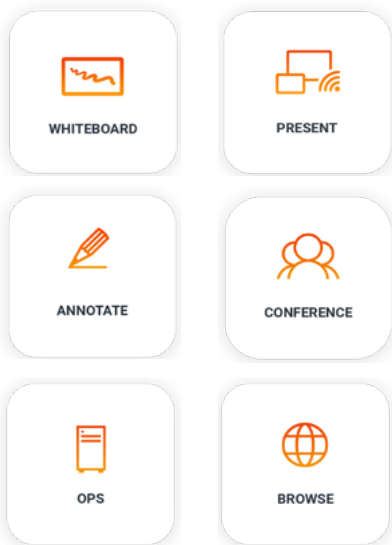 WHITEBOARD
PRESENT
ANNOTATE
CONFERENCE
OPS
BROWSE